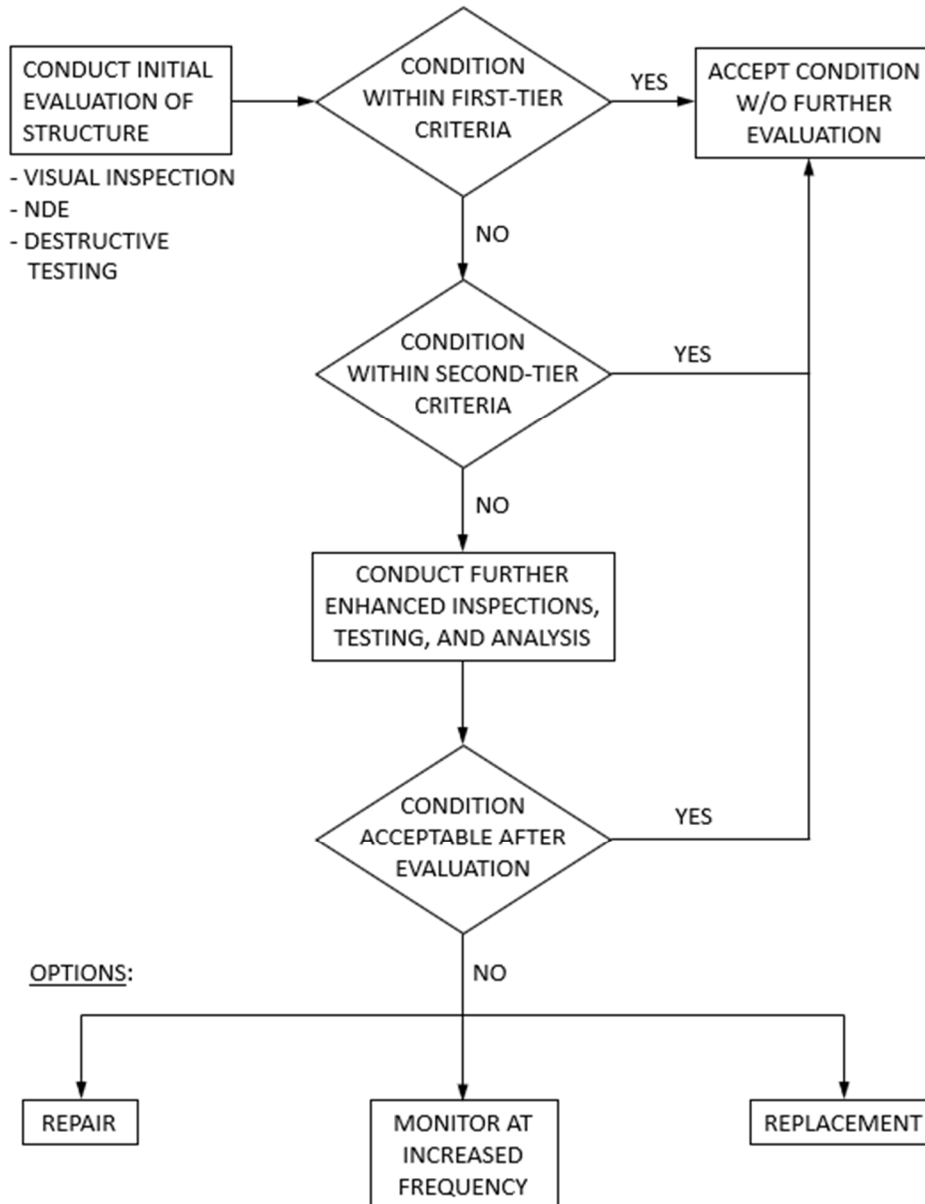 CONDUCT INITIAL
EVALUATION OF
STRUCTURE
- VISUAL INSPECTION
- NDE
- DESTRUCTIVE
TESTING
CONDITION
WITHIN FIRST-TIER
CRITERIA
YES
ACCEPT CONDITION
W/O FURTHER
EVALUATION
NO
CONDITION
WITHIN SECOND-TIER
CRITERIA
YES
NO
CONDUCT FURTHER
ENHANCED INSPECTIONS,
TESTING, AND ANALYSIS
CONDITION
ACCEPTABLE AFTER
EVALUATION
YES
NO
OPTIONS:
REPAIR
MONITOR AT
INCREASED
FREQUENCY
REPLACEMENT